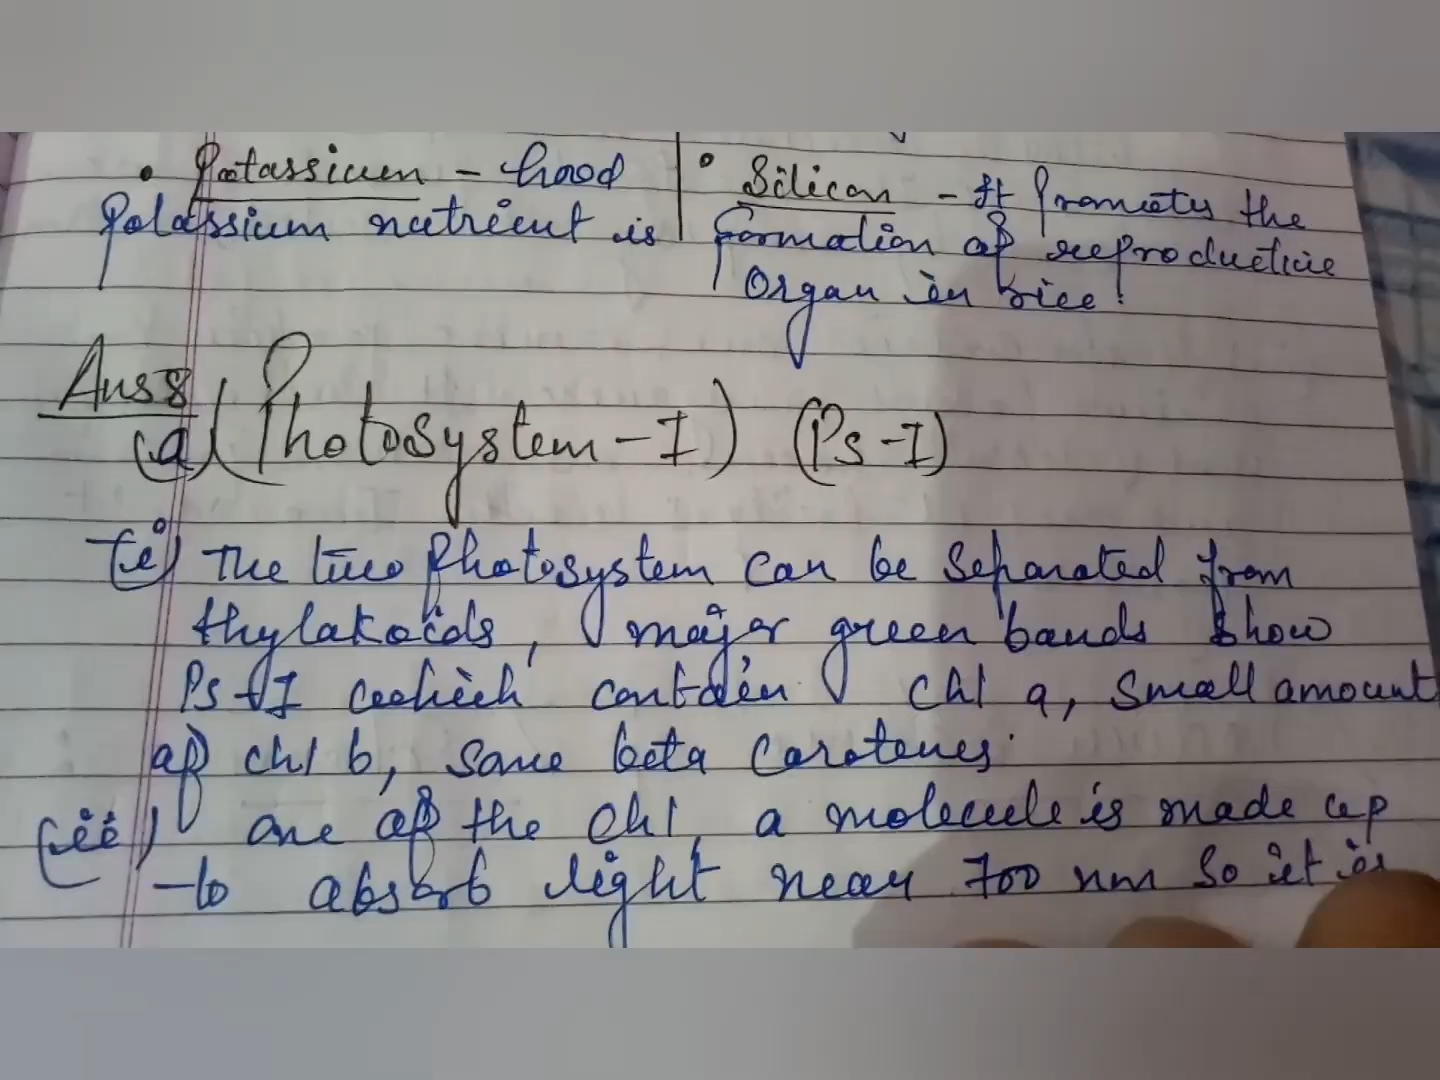 • Potassium - Good
Potassium nutrient is
• Silicon - It Promotes the
formation of reproductive
Organ in rice.
Ans 8
(a) (Photosystem-I) (Ps-I)
(i) The two Photosystem can be Separated from
thylakoids, major green bands show
Ps-I which contain chl a, Small amount
of chl b, some beta carotenes.
(ii) one of the Chl. a molecule is made up
to absorb light near 700 nm So it is